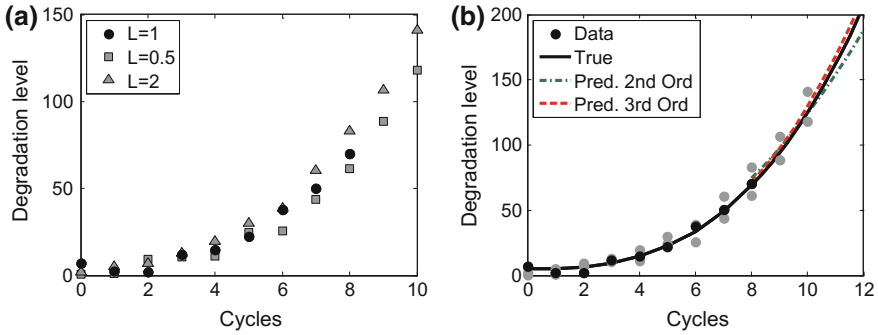 (a)
150
100
50
0
Degradation level
L=1
L=0.5
L=2
0 2 4 6 8 10
Cycles
(b)
200
150
100
50
0
Degradation level
Data
True
Pred. 2nd Ord
Pred. 3rd Ord
0 2 4 6 8 10 12
Cycles